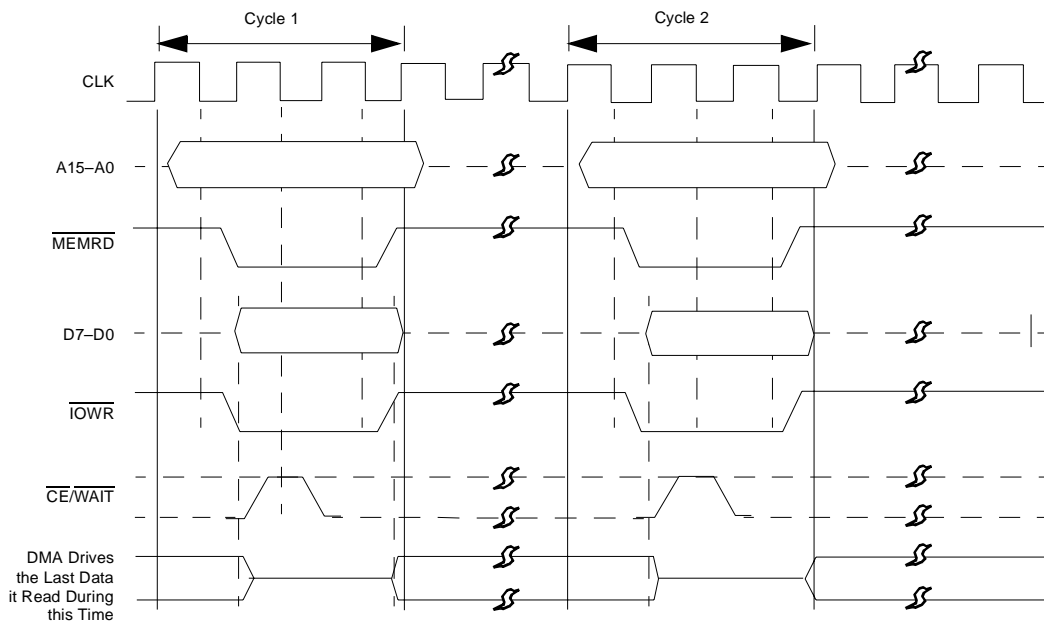 Cycle 1
Cycle 2
CLK
A15–A0
MEMRD
D7–D0
IOWR
CE/WAIT
DMA Drives
the Last Data
it Read During
this Time